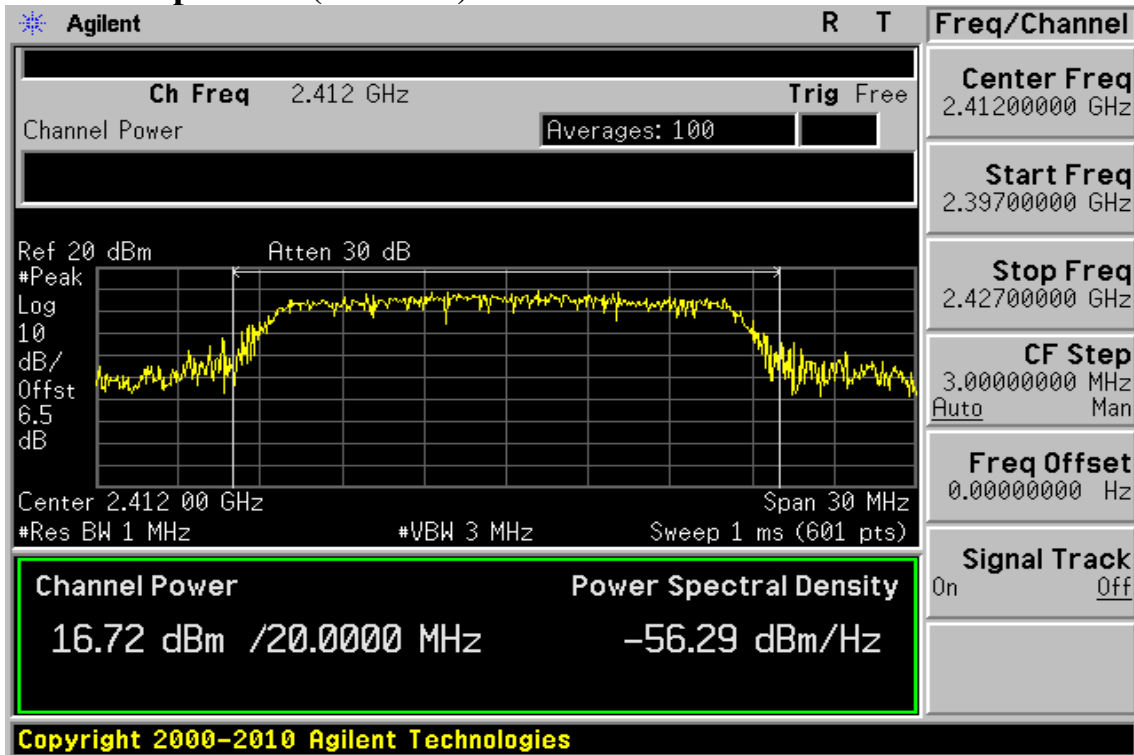 Agilent R T Freq/Channel
Ch Freq 2.412 GHz Trig Free
Channel Power Averages: 100
Ref 20 dBm Atten 30 dB
#Peak
Log
10
dB/
Offst
6.5
dB
Center 2.412 00 GHz Span 30 MHz
#Res BW 1 MHz #VBW 3 MHz Sweep 1 ms (601 pts)
Channel Power Power Spectral Density
16.72 dBm /20.0000 MHz -56.29 dBm/Hz
Center Freq
2.41200000 GHz
Start Freq
2.39700000 GHz
Stop Freq
2.42700000 GHz
CF Step
3.00000000 MHz
Auto Man
Freq Offset
0.00000000 Hz
Signal Track
On Off
Copyright 2000-2010 Agilent Technologies